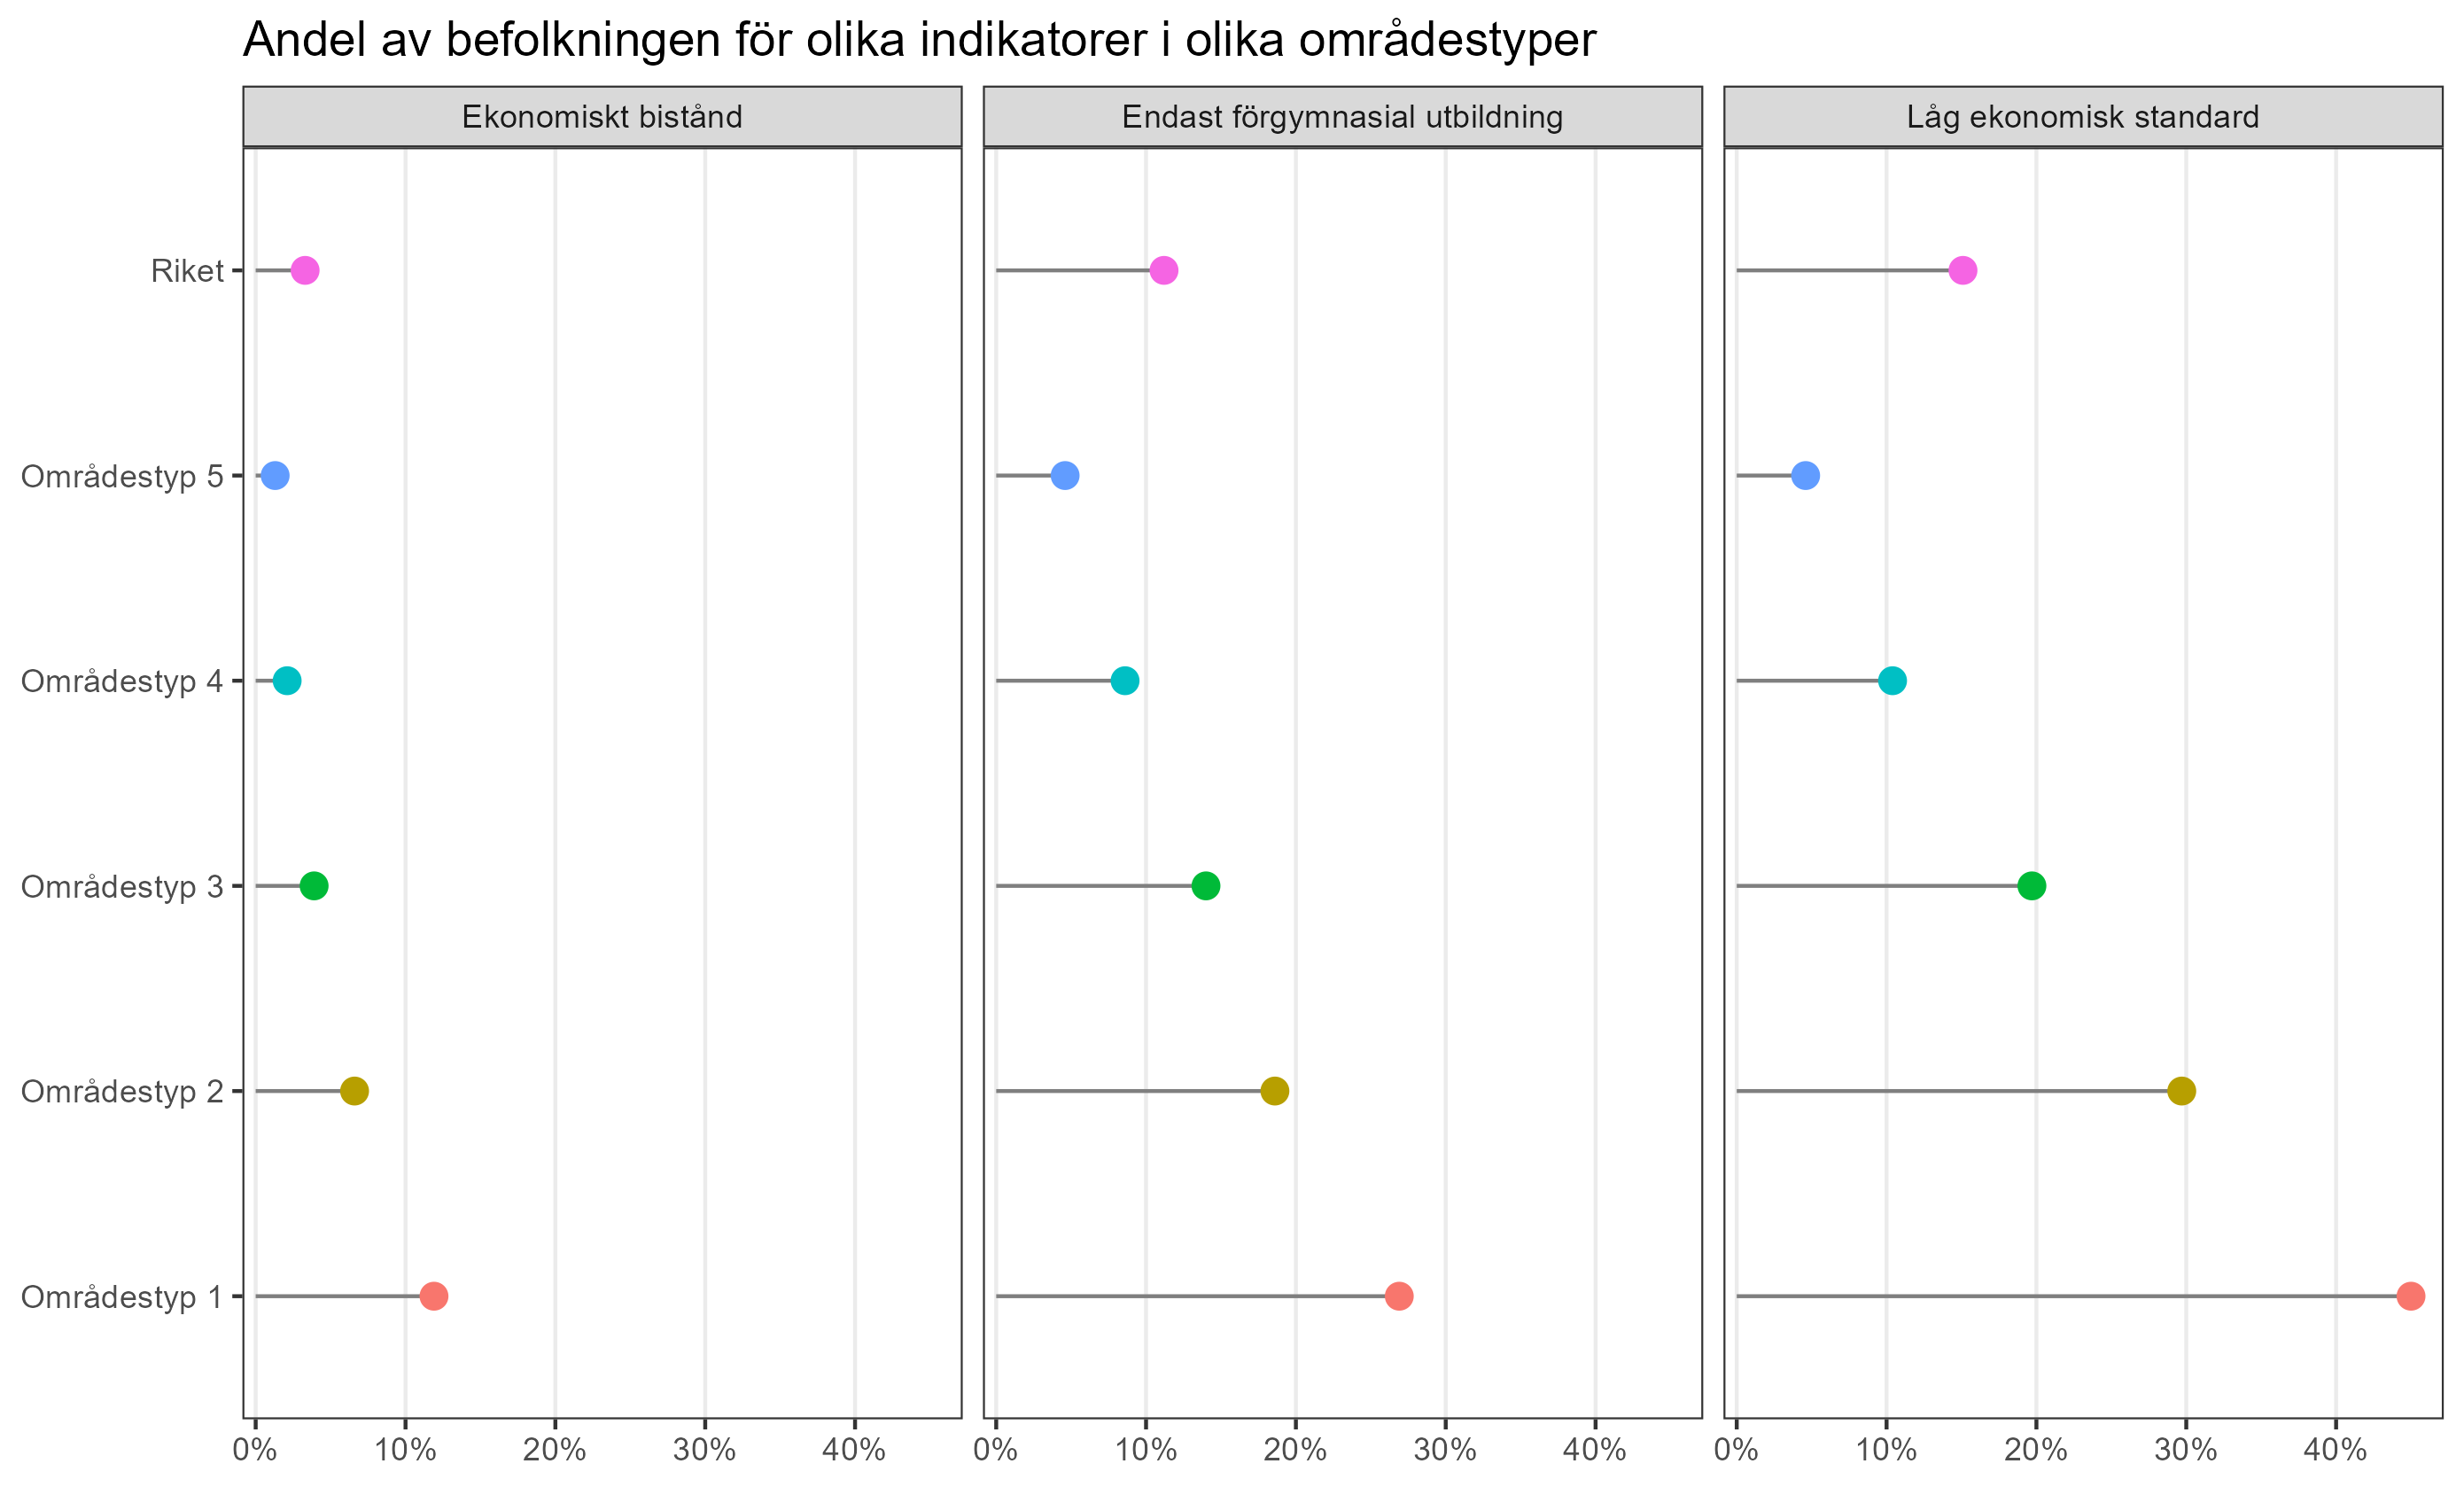 Andel av befolkningen för olika indikatorer i olika områdestyper
Ekonomiskt bistånd
Endast förgymnasial utbildning
Låg ekonomisk standard
Riket
Områdestyp 5
Områdestyp 4
Områdestyp 3
Områdestyp 2
Områdestyp 1
0% 10% 20% 30% 40%
0% 10% 20% 30% 40%
0% 10% 20% 30% 40%